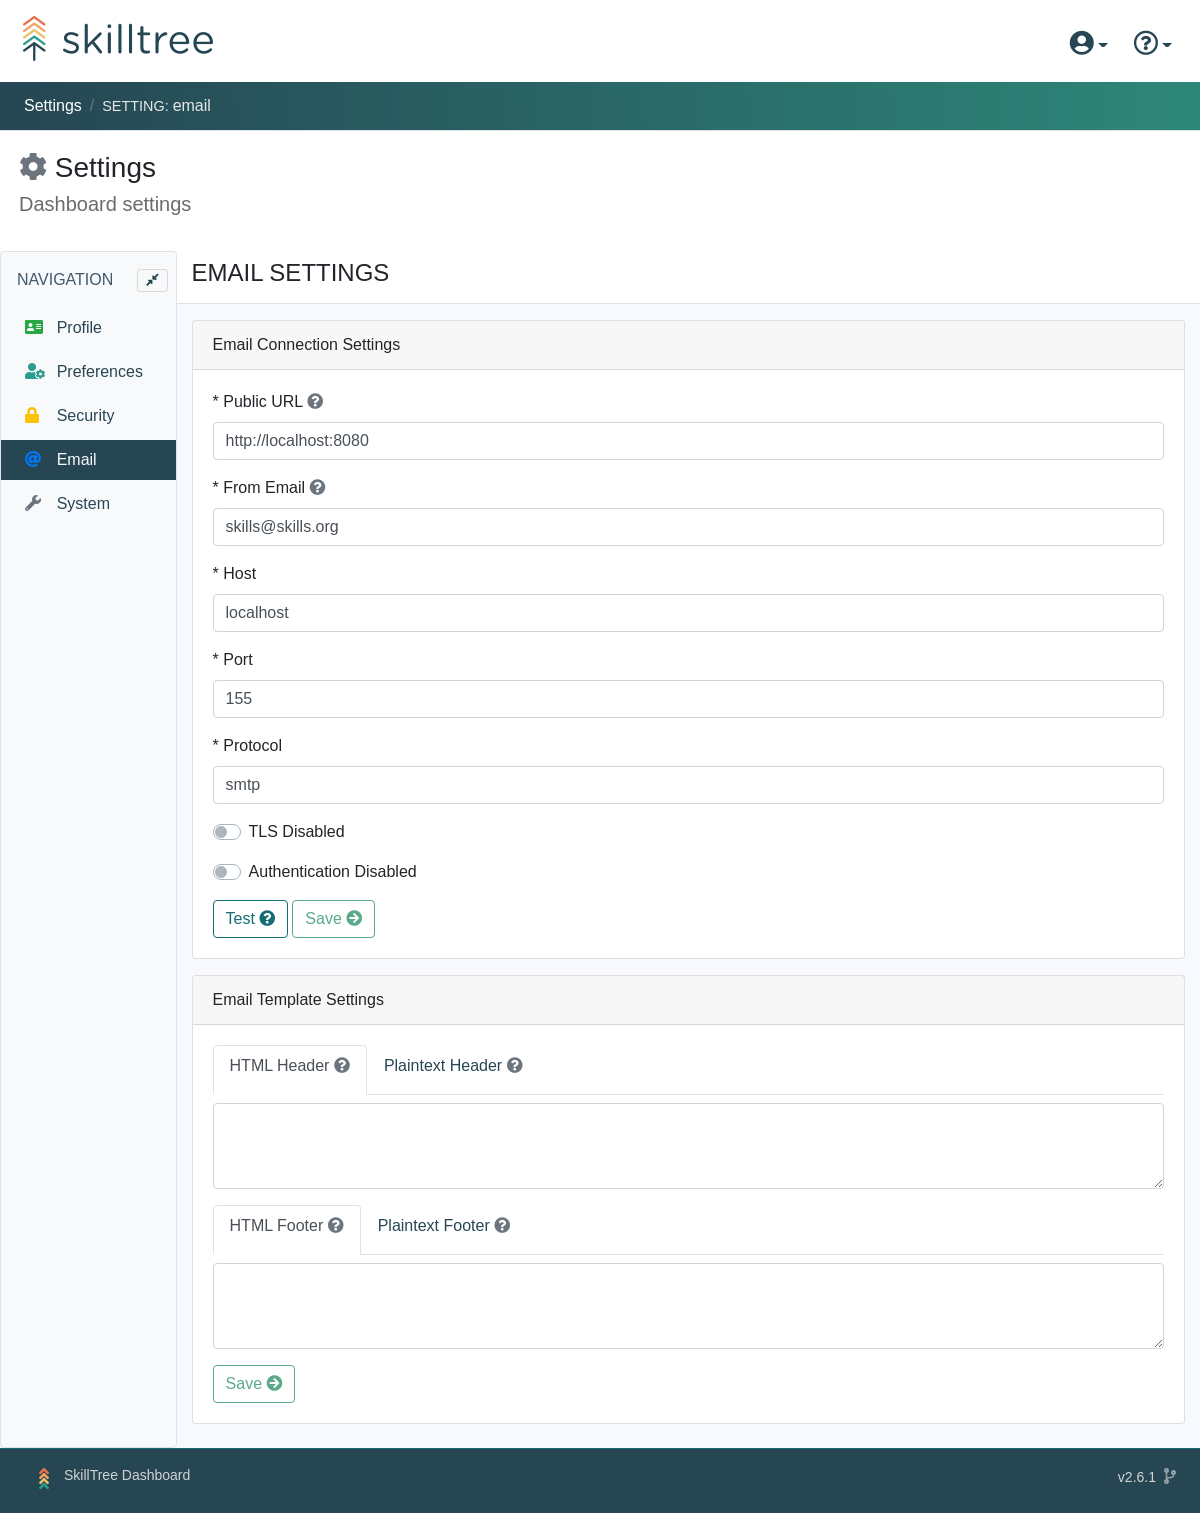 skilltree
Settings / SETTING: email
Settings
Dashboard settings
NAVIGATION
Profile
Preferences
Security
Email
System
EMAIL SETTINGS
Email Connection Settings
* Public URL
http://localhost:8080
* From Email
skills@skills.org
* Host
localhost
* Port
155
* Protocol
smtp
TLS Disabled
Authentication Disabled
Test Save
Email Template Settings
HTML Header Plaintext Header
HTML Footer Plaintext Footer
Save
SkillTree Dashboard
v2.6.1